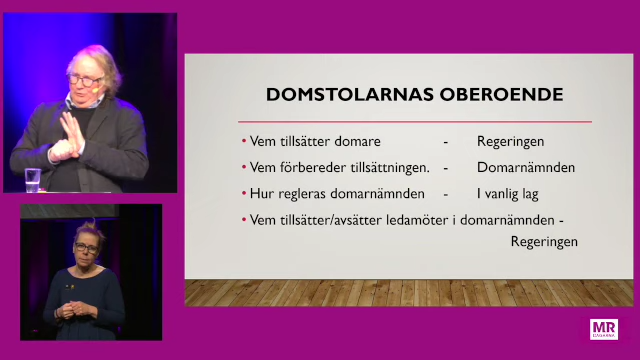 DOMSTOLARNAS OBEROENDE
• Vem tillsätter domare - Regeringen
• Vem förbereder tillsättningen. - Domarnämnden
• Hur regleras domarnämnden - I vanlig lag
• Vem tillsätter/avsätter ledamöter i domarnämnden -
Regeringen
MR
DAGARNA